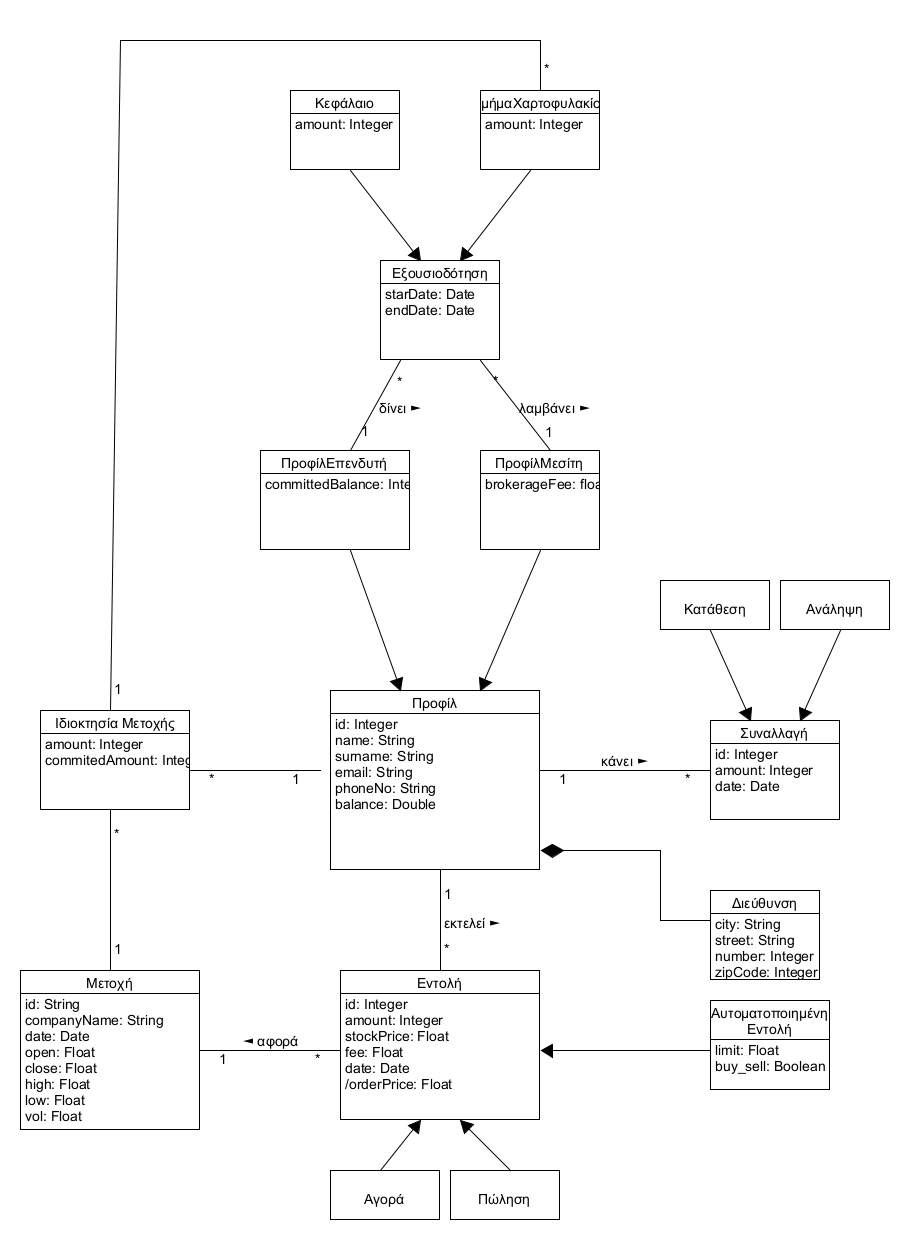 *
Κεφάλαιο
amount: Integer
μήμαΧαρτοφυλακίο
amount: Integer
Εξουσιοδότηση
starDate: Date
endDate: Date
*
*
δίνει ►
λαμβάνει ►
1
1
ΠροφίλΕπενδυτή
committedBalance: Inte
ΠροφίλΜεσίτη
brokerageFee: floa
Κατάθεση
Ανάληψη
1
Ιδιοκτησία Μετοχής
amount: Integer
commitedAmount: Integ
*
1
Προφίλ
id: Integer
name: String
surname: String
email: String
phoneNo: String
balance: Double
κάνει ►
1
*
Συναλλαγή
id: Integer
amount: Integer
date: Date
*
1
1
εκτελεί ►
*
Διεύθυνση
city: String
street: String
number: Integer
zipCode: Integer
Μετοχή
id: String
companyName: String
date: Date
open: Float
close: Float
high: Float
low: Float
vol: Float
◄ αφορά
1
*
Εντολή
id: Integer
amount: Integer
stockPrice: Float
fee: Float
date: Date
/orderPrice: Float
Αυτοματοποιημένη
Εντολή
limit: Float
buy_sell: Boolean
Αγορά
Πώληση